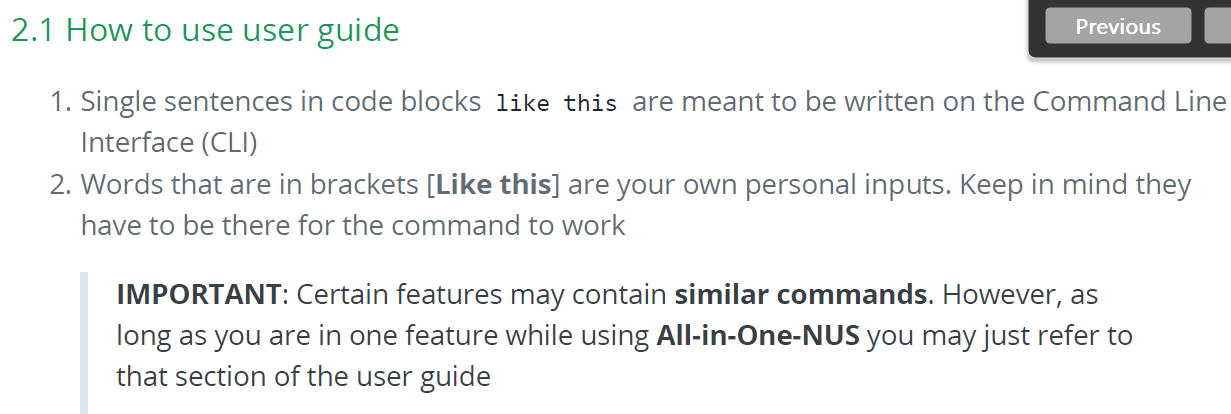 2.1 How to use user guide
Previous
1. Single sentences in code blocks like this are meant to be written on the Command Line
Interface (CLI)
2. Words that are in brackets [Like this] are your own personal inputs. Keep in mind they
have to be there for the command to work
IMPORTANT: Certain features may contain similar commands. However, as
long as you are in one feature while using All-in-One-NUS you may just refer to
that section of the user guide